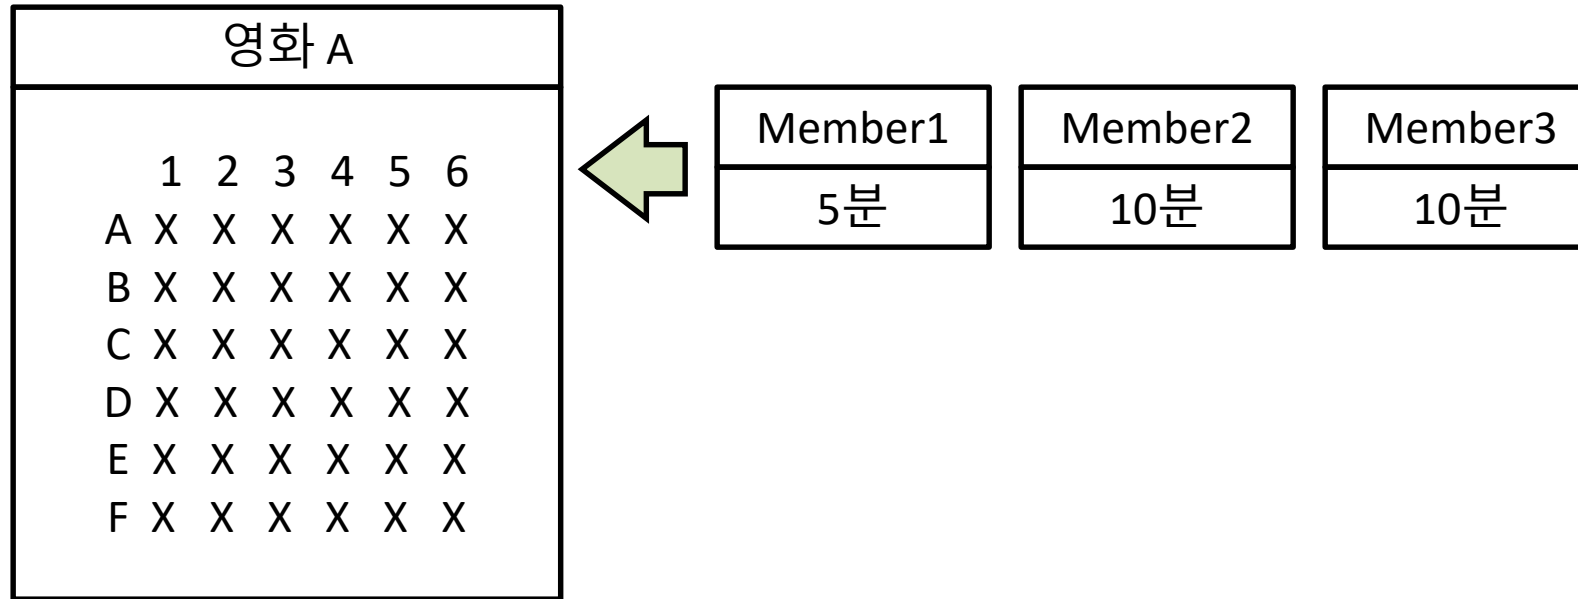 영화 A
1 2 3 4 5 6
A X X X X X X
B X X X X X X
C X X X X X X
D X X X X X X
E X X X X X X
F X X X X X X
Member1 Member2 Member3
5분 10분 10분